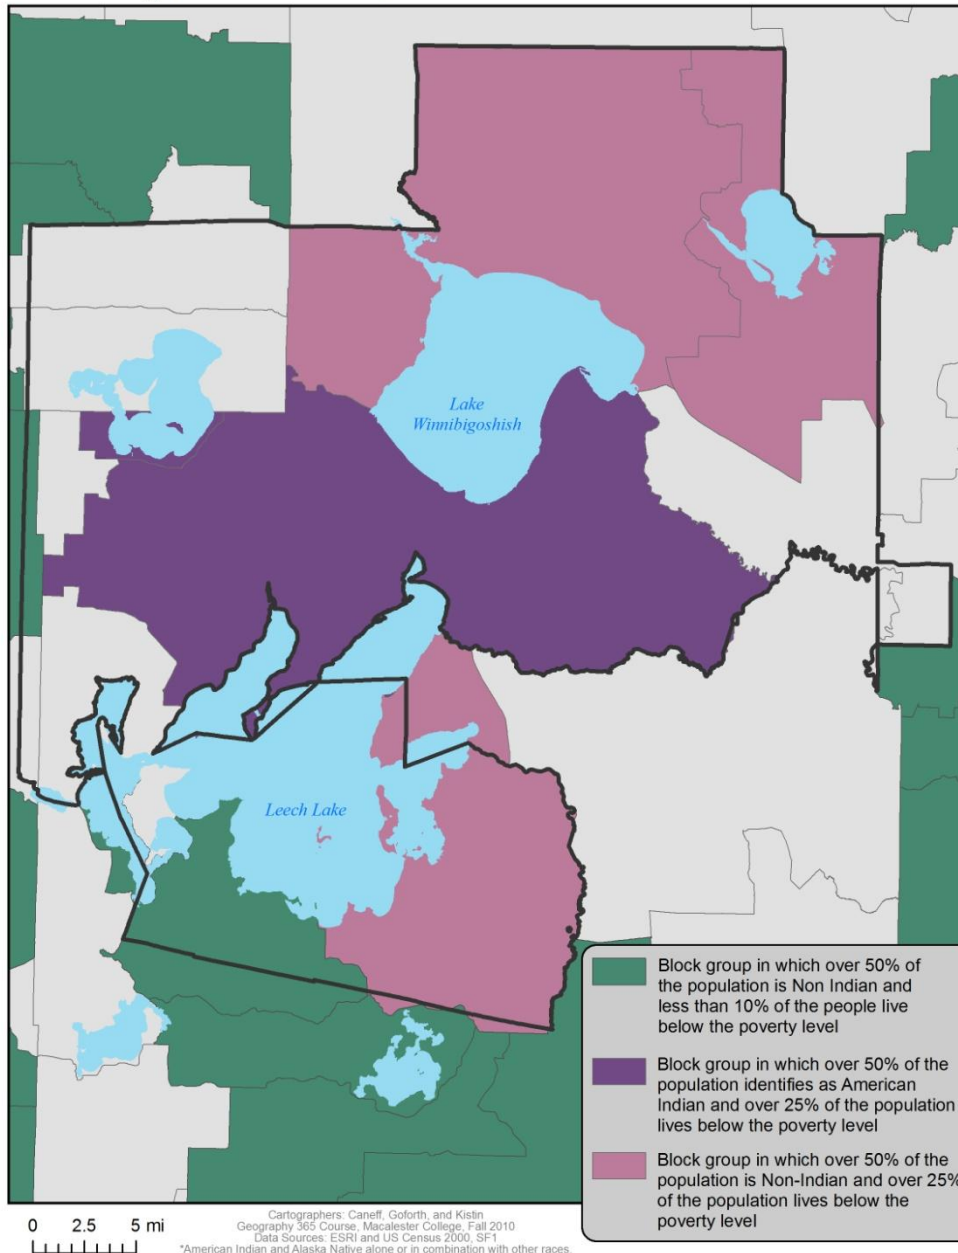 Lake
Winnibigoshish
Leech Lake
Block group in which over 50% of
the population is Non Indian and
less than 10% of the people live
below the poverty level
Block group in which over 50% of the
population identifies as American
Indian and over 25% of the population
lives below the poverty level
Block group in which over 50% of the
population is Non-Indian and over 25%
of the population lives below the
poverty level
0 2.5 5 mi
Cartographers: Caneff, Goforth, and Kistin
Geography 365 Course, Macalester College, Fall 2010
Data Sources: ESRI and US Census 2000, SF1
*American Indian and Alaska Native alone or in combination with other races.